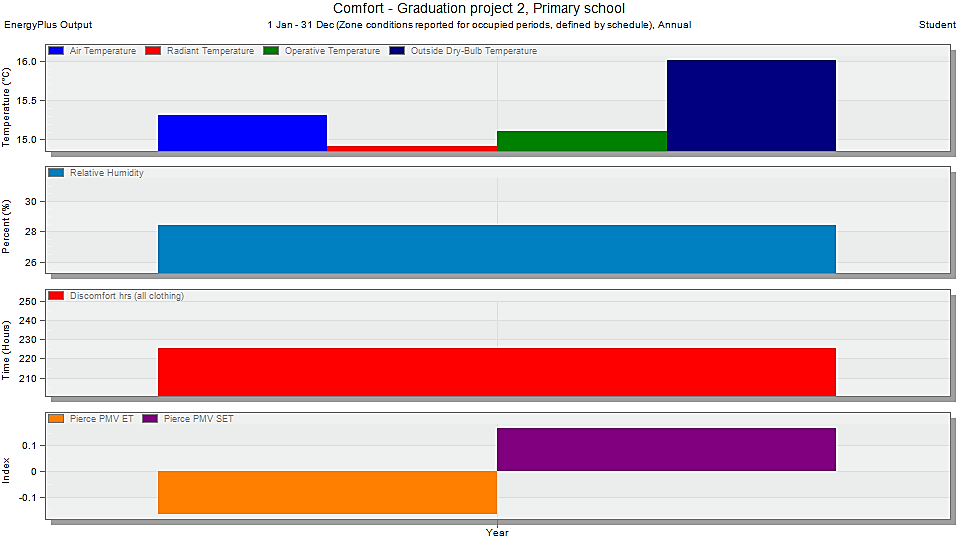 Comfort - Graduation project 2, Primary school
EnergyPlus Output
1 Jan - 31 Dec (Zone conditions reported for occupied periods, defined by schedule), Annual
Student
Air Temperature
Radiant Temperature
Operative Temperature
Outside Dry-Bulb Temperature
Temperature (°C)
16.0
15.5
15.0
Relative Humidity
Percent (%)
30
28
26
Discomfort hrs (all clothing)
Time (Hours)
250
240
230
220
210
Pierce PMV ET
Pierce PMV SET
Index
0.1
0
-0.1
Year